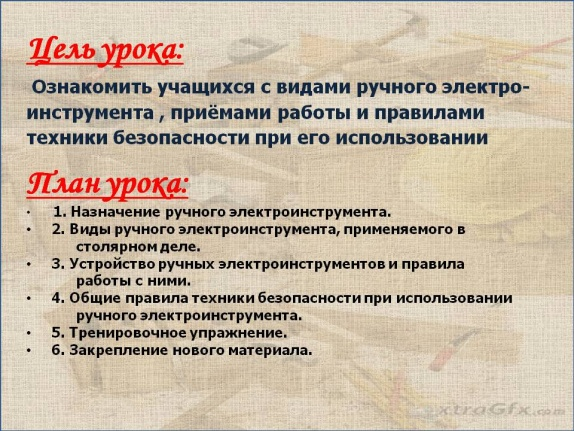 Цель урока:
Ознакомить учащихся с видами ручного электро-
инструмента , приёмами работы и правилами
техники безопасности при его использовании
План урока:
• 1. Назначение ручного электроинструмента.
• 2. Виды ручного электроинструмента, применяемого в
столярном деле.
• 3. Устройство ручных электроинструментов и правила
работы с ними.
• 4. Общие правила техники безопасности при использовании
ручного электроинструмента.
• 5. Тренировочное упражнение.
• 6. Закрепление нового материала.
xtraGfx.com